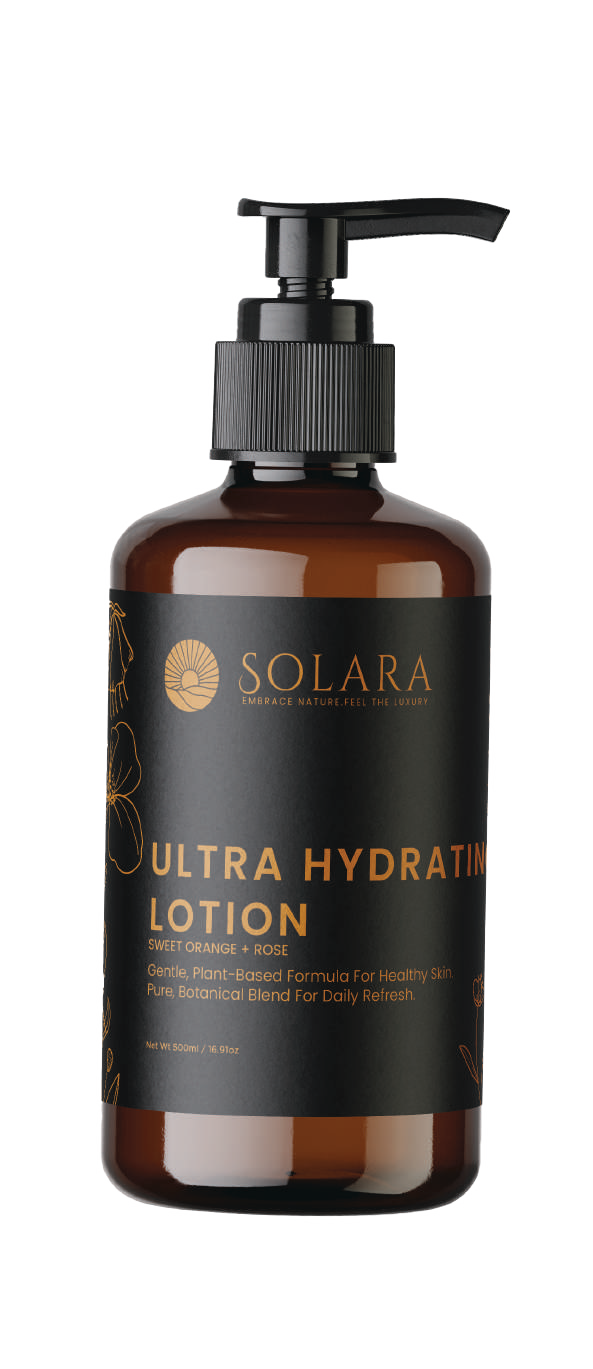 SOLARA
EMBRACE NATURE.FEEL THE LUXURY
ULTRA HYDRATIN
LOTION
SWEET ORANGE + ROSE
Gentle, Plant-Based Formula For Healthy Skin.
Pure, Botanical Blend For Daily Refresh.
Net Wt 500ml / 16.91oz